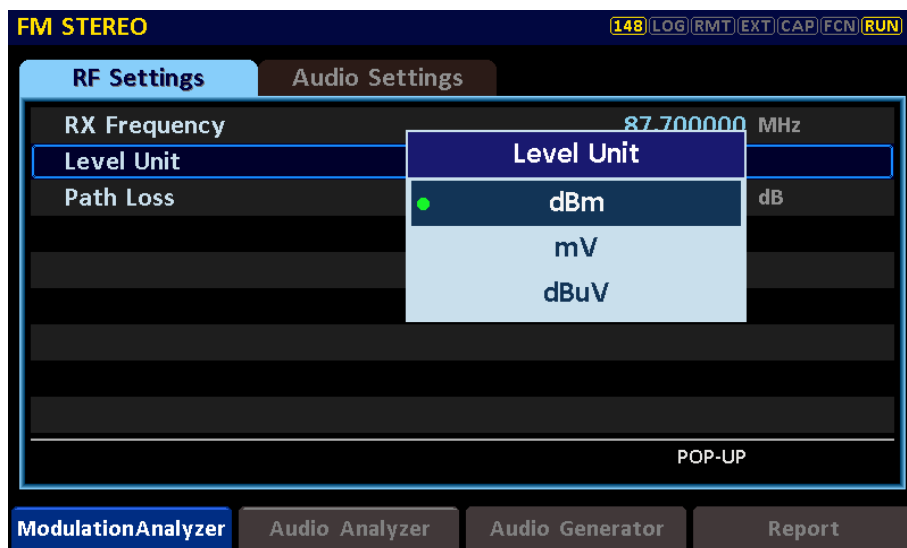 FM STEREO 148 LOG RMT EXT CAP FCN RUN
RF Settings Audio Settings
RX Frequency 87.700000 MHz
Level Unit
Level Unit
Path Loss dB
dBm
mV
dBuV
POP-UP
ModulationAnalyzer Audio Analyzer Audio Generator Report